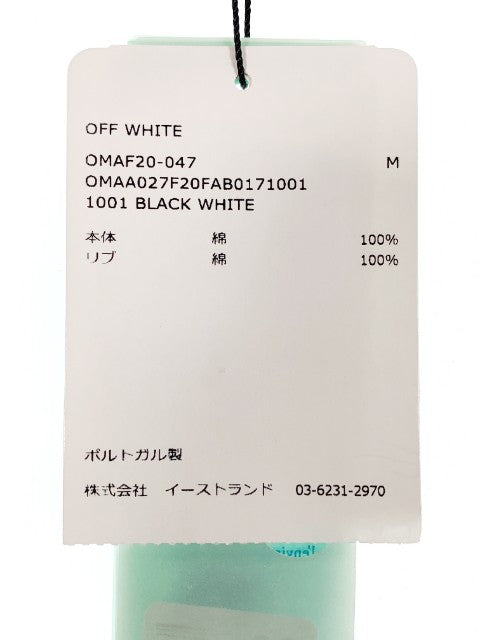 OFF WHITE
OMAF20-047 M
OMAA027F20FAB0171001
1001 BLACK WHITE
本体 綿 100%
リブ 綿 100%
ポルトガル製
株式会社 イーストランド 03-6231-2970